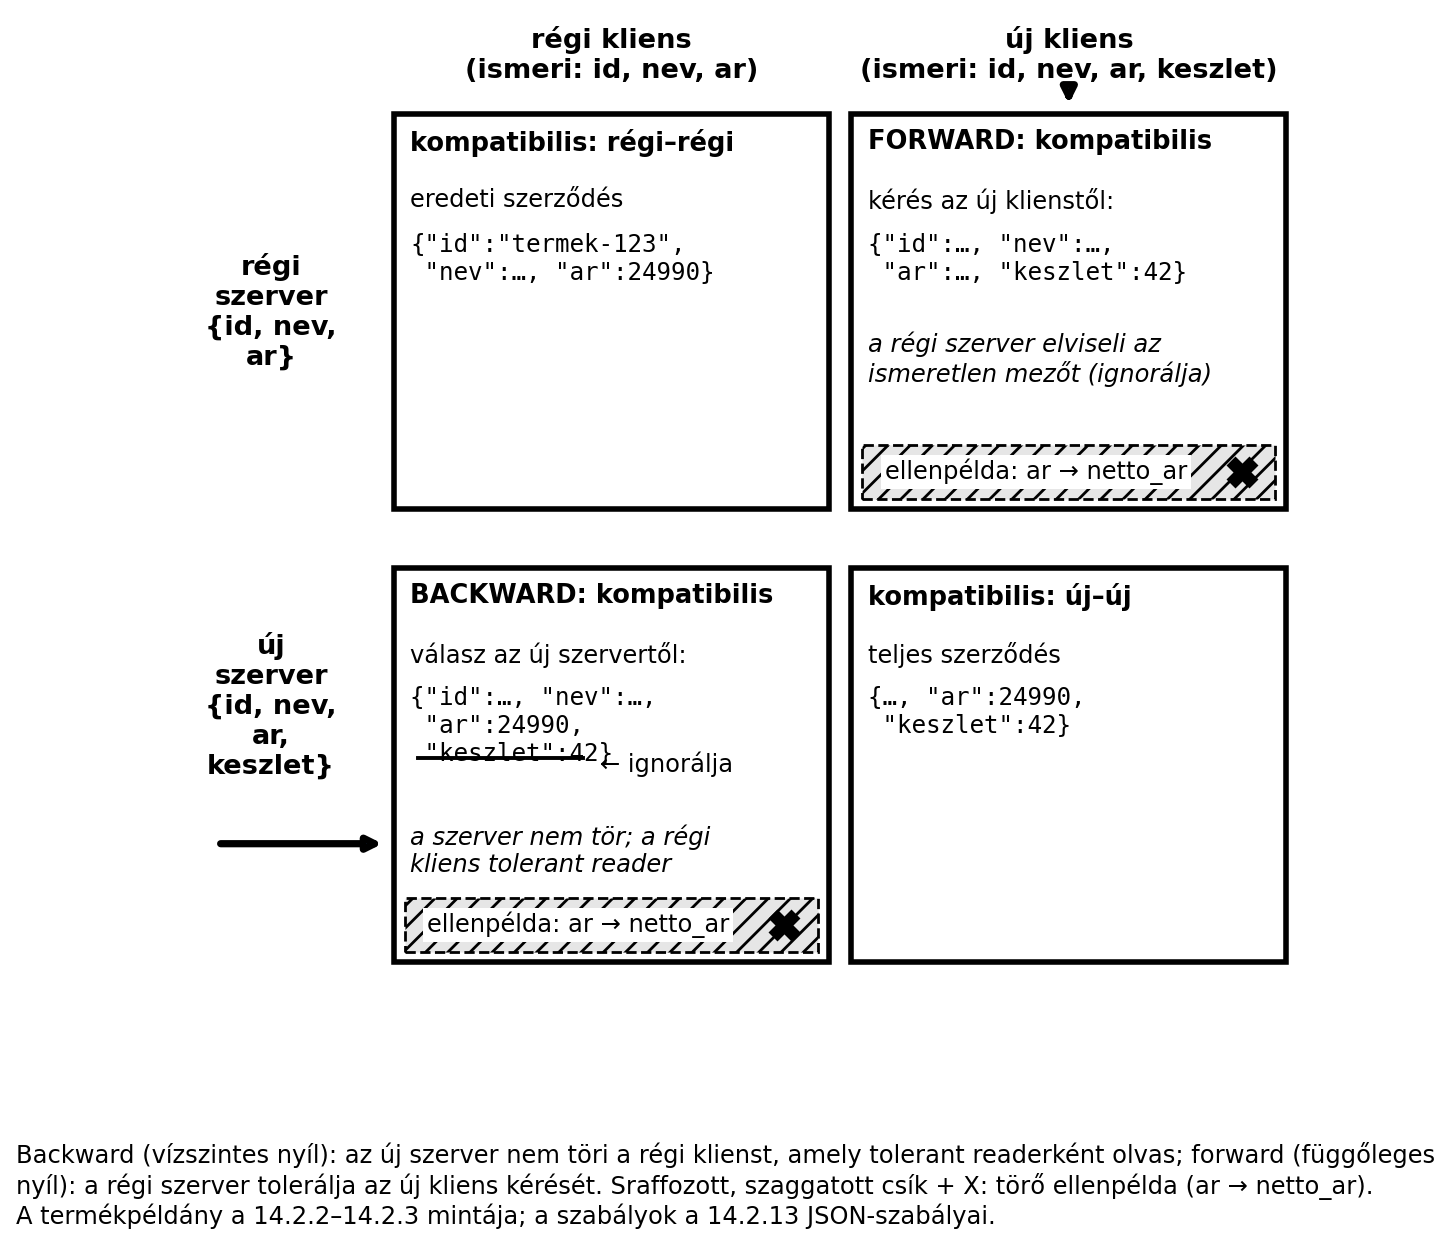 régi kliens
(ismeri: id, nev, ar)
új kliens
(ismeri: id, nev, ar, keszlet)
régi
szerver
{id, nev,
ar}
kompatibilis: régi–régi
eredeti szerződés
{"id":"termek-123",
"nev":…, "ar":24990}
FORWARD: kompatibilis
kérés az új klienstől:
{"id":…, "nev":…,
"ar":…, "keszlet":42}
a régi szerver elviseli az
ismeretlen mezőt (ignorálja)
ellenpélda: ar → netto_ar
új
szerver
{id, nev,
ar,
keszlet}
BACKWARD: kompatibilis
válasz az új szervertől:
{"id":…, "nev":…,
"ar":24990,
"keszlet":42}
← ignorálja
a szerver nem tör; a régi
kliens tolerant reader
ellenpélda: ar → netto_ar
kompatibilis: új–új
teljes szerződés
{…, "ar":24990,
"keszlet":42}
Backward (vízszintes nyíl): az új szerver nem töri a régi klienst, amely tolerant readerként olvas; forward (függőleges
nyíl): a régi szerver tolerálja az új kliens kérését. Sraffozott, szaggatott csík + X: törő ellenpélda (ar → netto_ar).
A termékpéldány a 14.2.2–14.2.3 mintája; a szabályok a 14.2.13 JSON-szabályai.